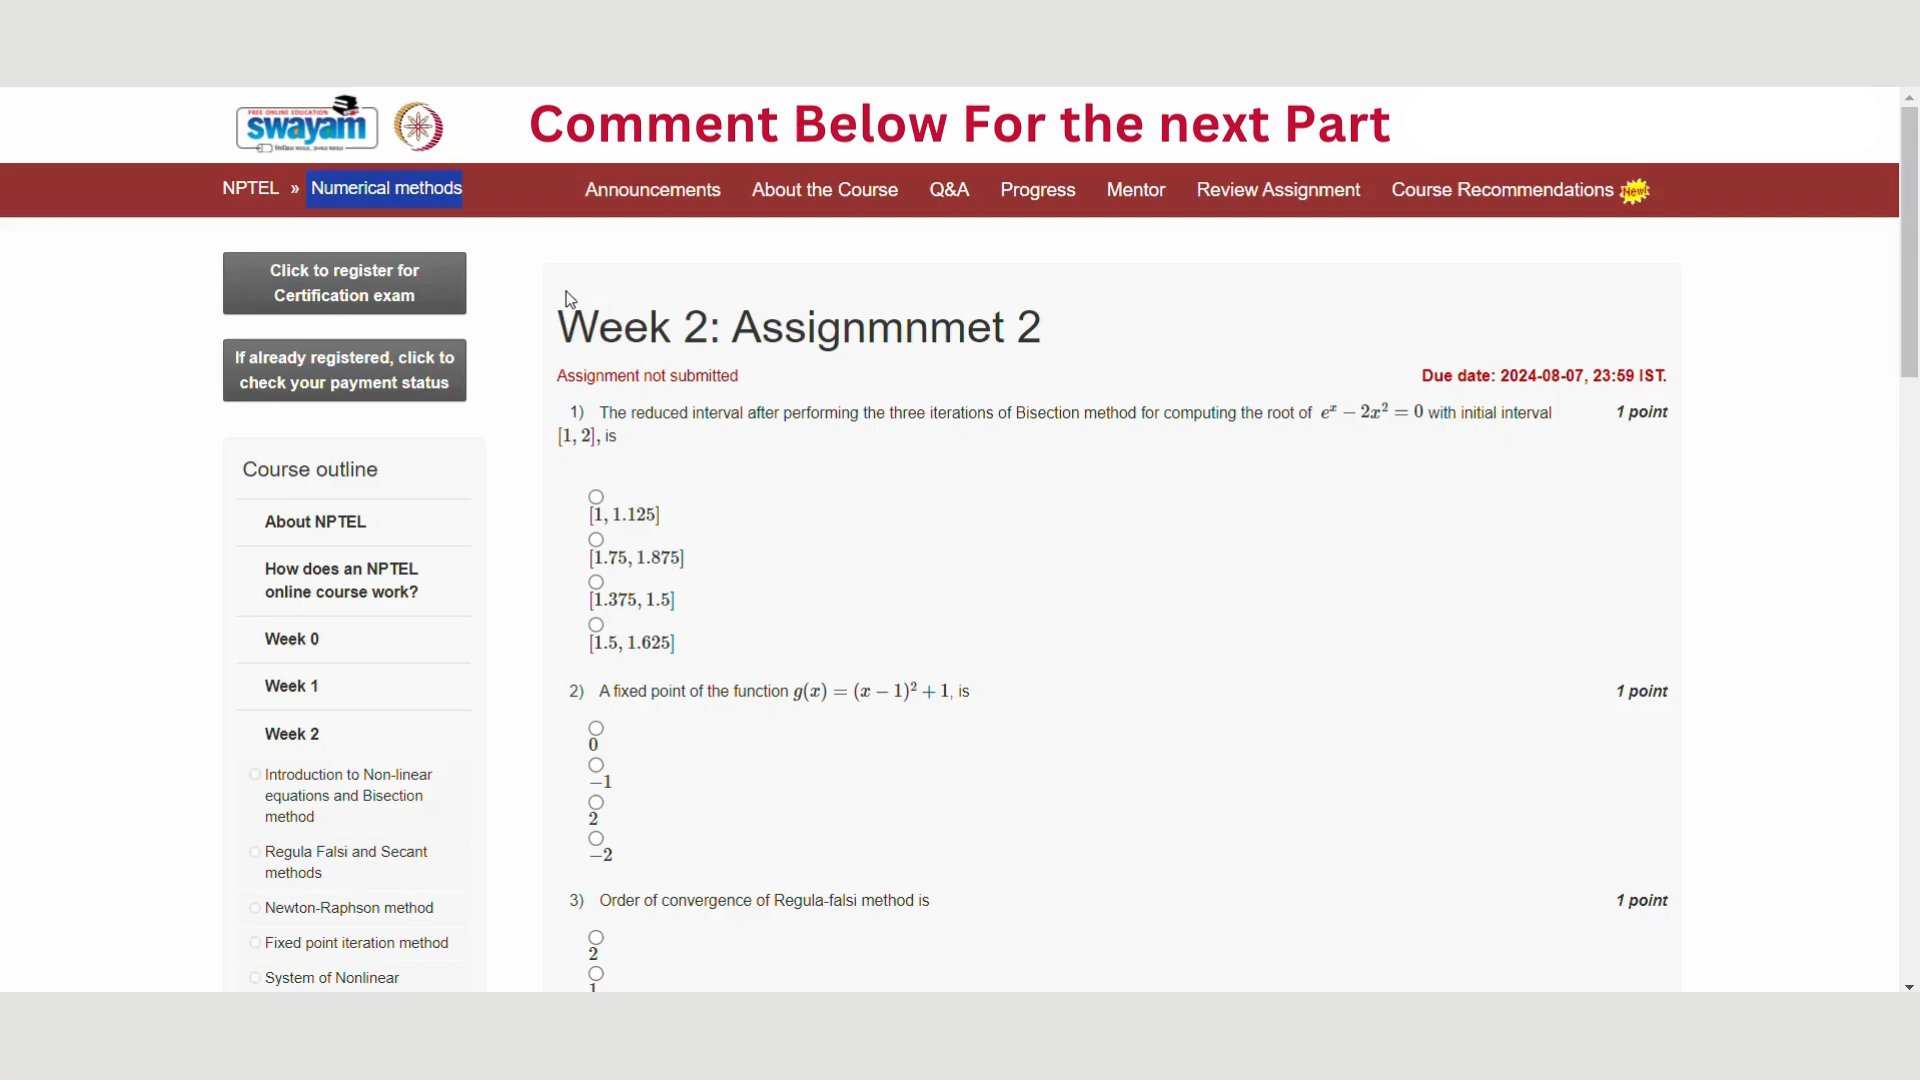 FREE ONLINE EDUCATION
swayam
Comment Below For the next Part
NPTEL » Numerical methods
Announcements About the Course Q&A Progress Mentor Review Assignment Course Recommendations New!
Click to register for
Certification exam
If already registered, click to
check your payment status
Course outline
About NPTEL
How does an NPTEL
online course work?
Week 0
Week 1
Week 2
Introduction to Non-linear
equations and Bisection
method
Regula Falsi and Secant
methods
Newton-Raphson method
Fixed point iteration method
System of Nonlinear
Week 2: Assignmnmet 2
Assignment not submitted
Due date: 2024-08-07, 23:59 IST.
1) The reduced interval after performing the three iterations of Bisection method for computing the root of eˣ − 2x² = 0 with initial interval 1 point
[1, 2], is
[1, 1.125]
[1.75, 1.875]
[1.375, 1.5]
[1.5, 1.625]
2) A fixed point of the function g(x) = (x − 1)² + 1, is 1 point
0
−1
2
−2
3) Order of convergence of Regula-falsi method is 1 point
2
1